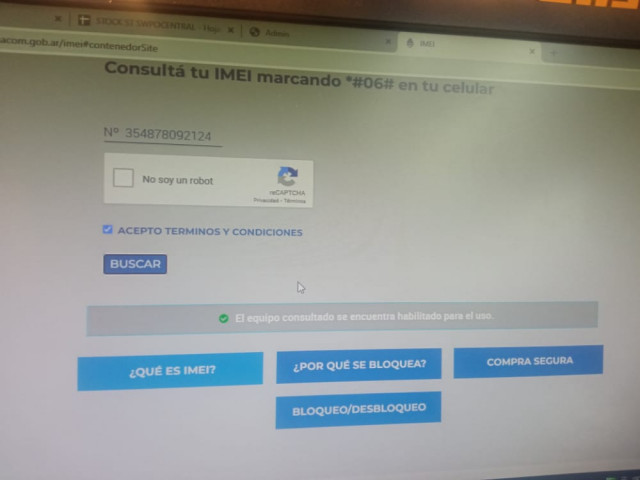 STOCK ST SWIPOCENTRAL - Hoja
Admin
IMEI
acom.gob.ar/imei#contenedorSite
Consultá tu IMEI marcando *#06# en tu celular
Nº 354878092124
No soy un robot
reCAPTCHA
Privacidad - Términos
ACEPTO TERMINOS Y CONDICIONES
BUSCAR
El equipo consultado se encuentra habilitado para el uso.
¿QUÉ ES IMEI?
¿POR QUÉ SE BLOQUEA?
COMPRA SEGURA
BLOQUEO/DESBLOQUEO